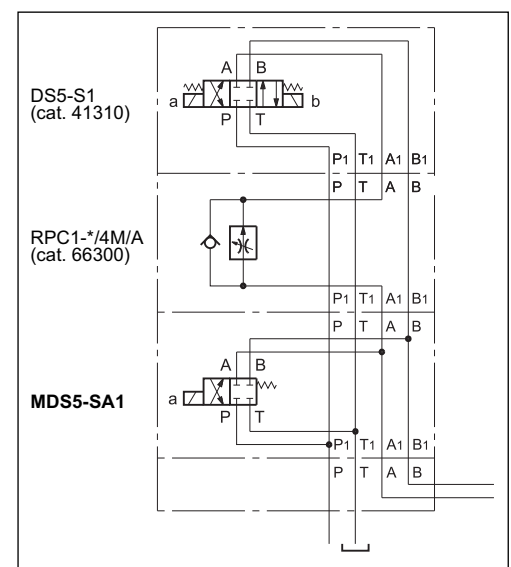 A B
DS5-S1
(cat. 41310)
a b
P T
P1 T1 A1 B1
P T A B
RPC1-*/4M/A
(cat. 66300)
P1 T1 A1 B1
P T A B
A B
MDS5-SA1
a
P T
P1 T1 A1 B1
P T A B